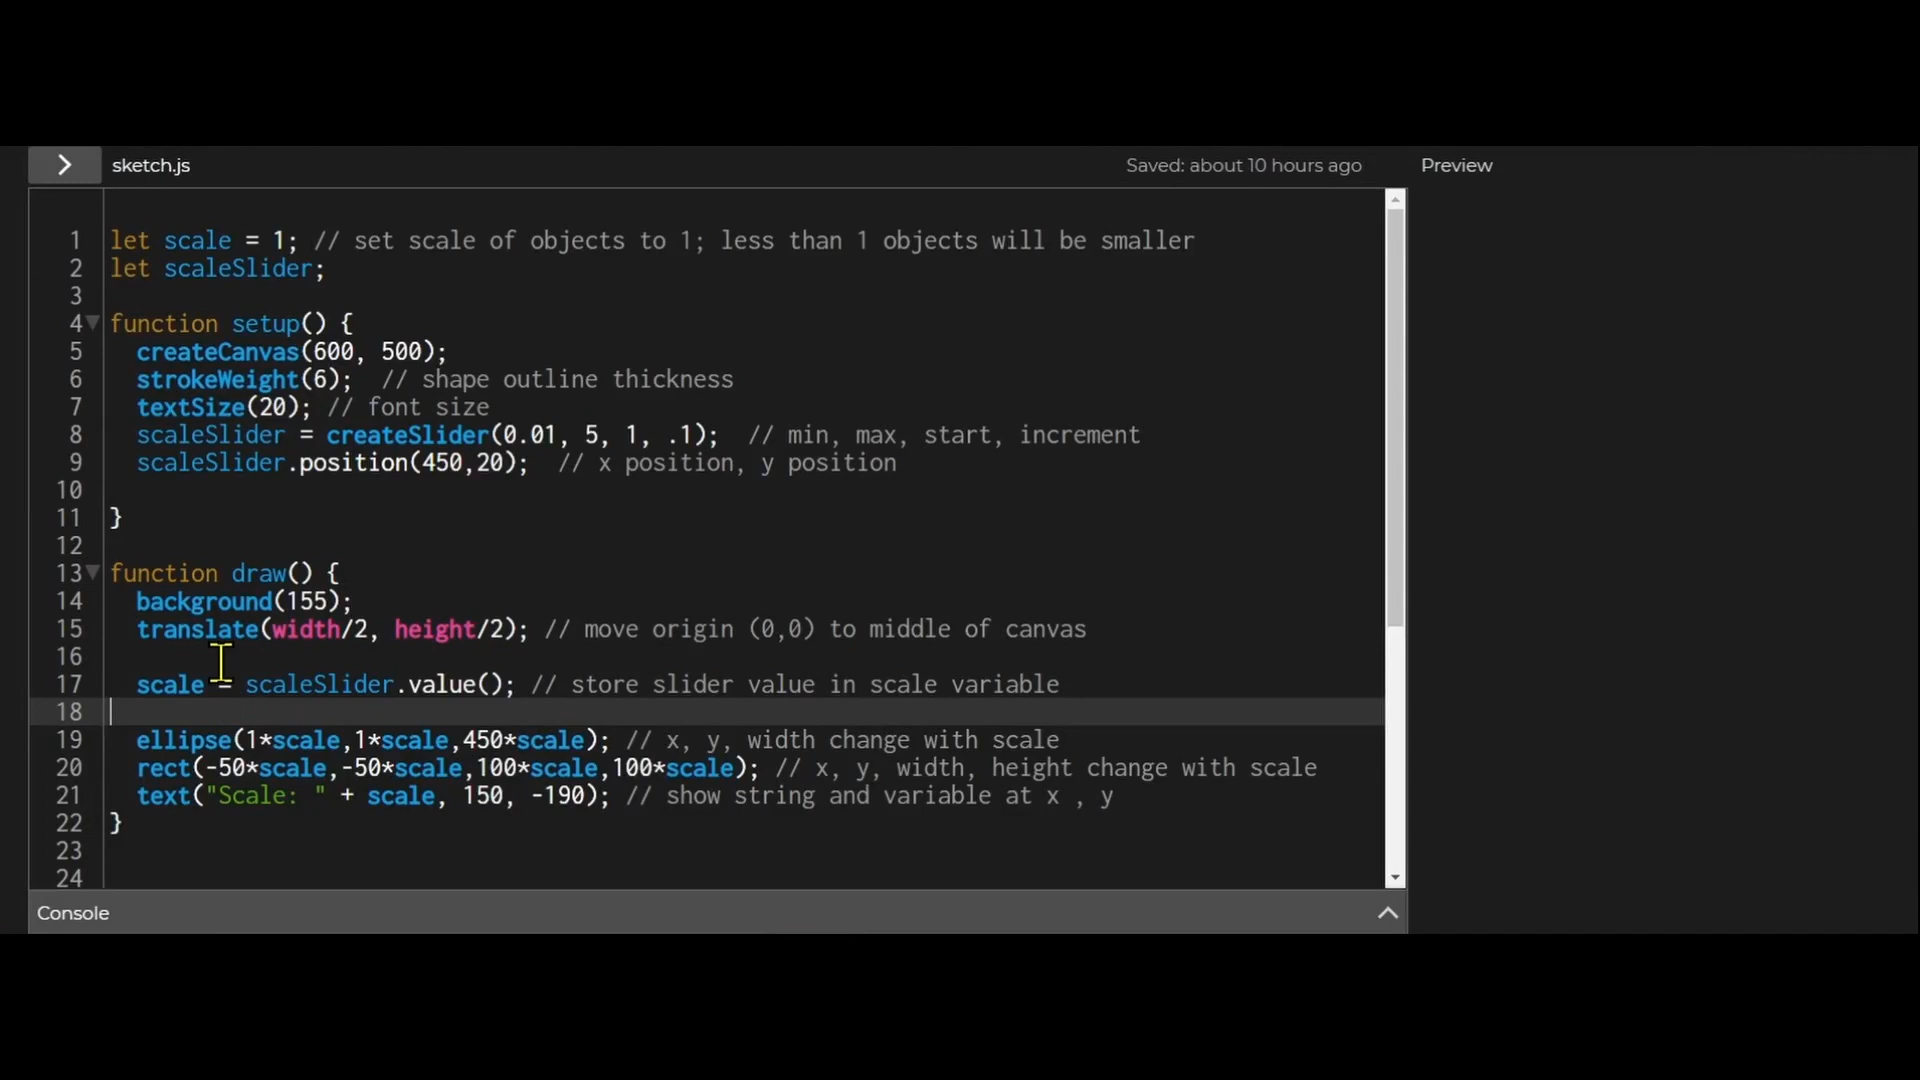 sketch.js
Saved: about 10 hours ago
Preview
1 let scale = 1; // set scale of objects to 1; less than 1 objects will be smaller
2 let scaleSlider;
3
4 function setup() {
5 createCanvas(600, 500);
6 strokeWeight(6);  // shape outline thickness
7 textSize(20); // font size
8 scaleSlider = createSlider(0.01, 5, 1, .1);  // min, max, start, increment
9 scaleSlider.position(450,20);  // x position, y position
10
11 }
12
13 function draw() {
14 background(155);
15 translate(width/2, height/2); // move origin (0,0) to middle of canvas
16
17 scale = scaleSlider.value(); // store slider value in scale variable
18
19 ellipse(1*scale,1*scale,450*scale); // x, y, width change with scale
20 rect(-50*scale,-50*scale,100*scale,100*scale); // x, y, width, height change with scale
21 text("Scale: " + scale, 150, -190); // show string and variable at x , y
22 }
23
24
Console